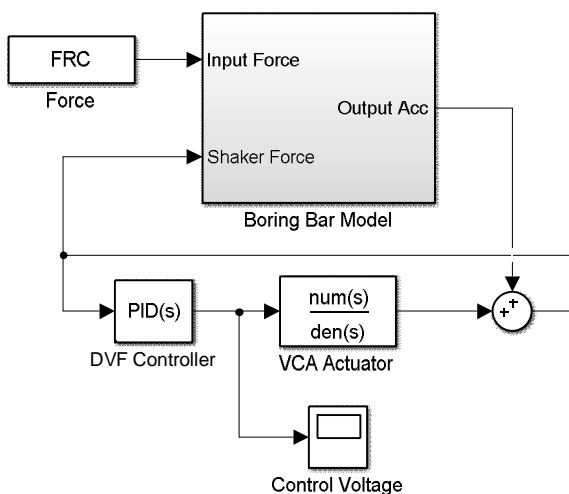 FRC
Force
Input Force
Output Acc
Shaker Force
Boring Bar Model
PID(s)
DVF Controller
num(s)
den(s)
VCA Actuator
+
+
Control Voltage